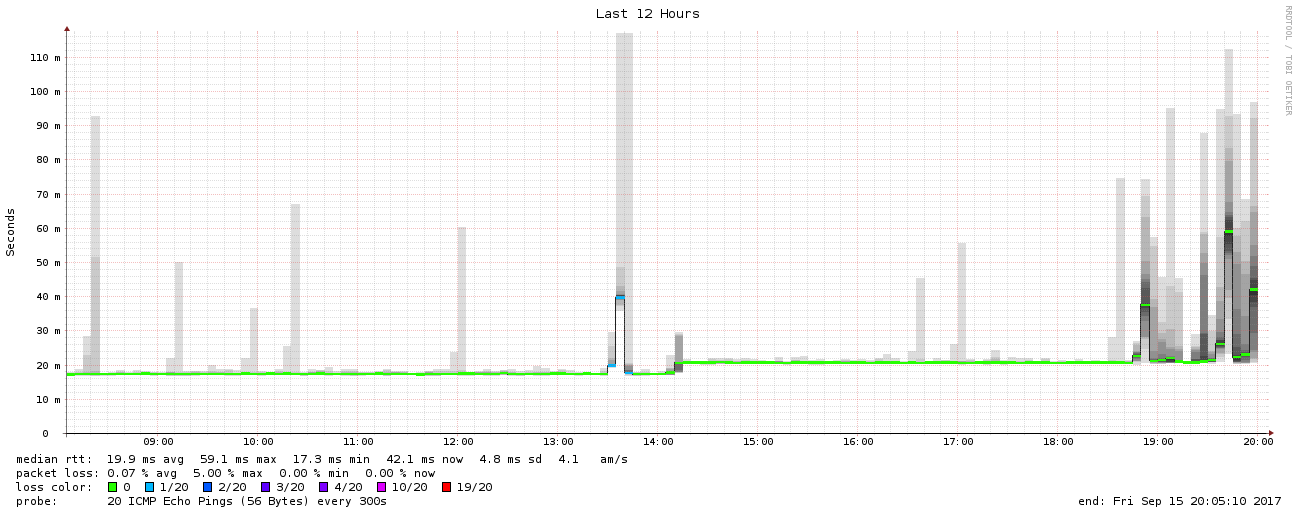 Last 12 Hours
RRDTOOL / TOBI OETIKER
Seconds
110 m
100 m
90 m
80 m
70 m
60 m
50 m
40 m
30 m
20 m
10 m
0
09:00 10:00 11:00 12:00 13:00 14:00 15:00 16:00 17:00 18:00 19:00 20:00
median rtt: 19.9 ms avg 59.1 ms max 17.3 ms min 42.1 ms now 4.8 ms sd 4.1 am/s
packet loss: 0.07 % avg 5.00 % max 0.00 % min 0.00 % now
loss color: 0 1/20 2/20 3/20 4/20 10/20 19/20
probe: 20 ICMP Echo Pings (56 Bytes) every 300s end: Fri Sep 15 20:05:10 2017